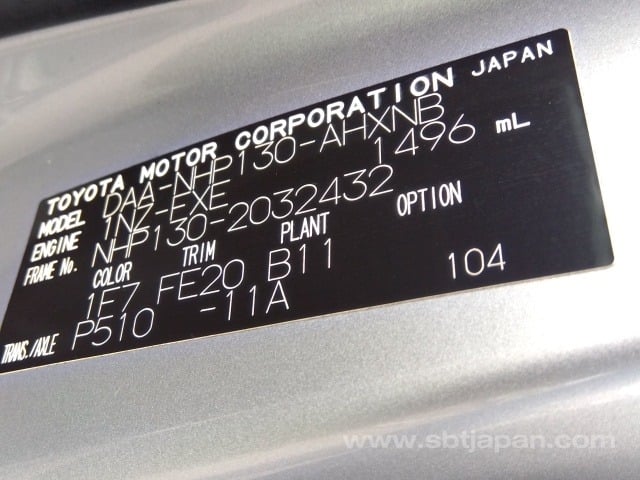 TOYOTA MOTOR CORPORATION JAPAN
MODEL DAA-NHP130-AHXNB
ENGINE 1NZ-EXE 1496 mL
FRAME No. NHP130-2032432
COLOR TRIM PLANT OPTION
1E7 FE20 B11
TRANS./AXLE P510 -11A 104
www.sbtjapan.com